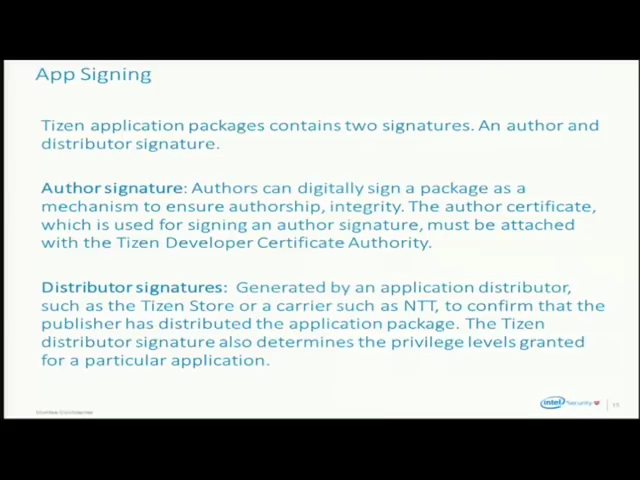 App Signing
Tizen application packages contains two signatures. An author and
distributor signature.
Author signature: Authors can digitally sign a package as a
mechanism to ensure authorship, integrity. The author certificate,
which is used for signing an author signature, must be attached
with the Tizen Developer Certificate Authority.
Distributor signatures: Generated by an application distributor,
such as the Tizen Store or a carrier such as NTT, to confirm that the
publisher has distributed the application package. The Tizen
distributor signature also determines the privilege levels granted
for a particular application.
intel Security
15